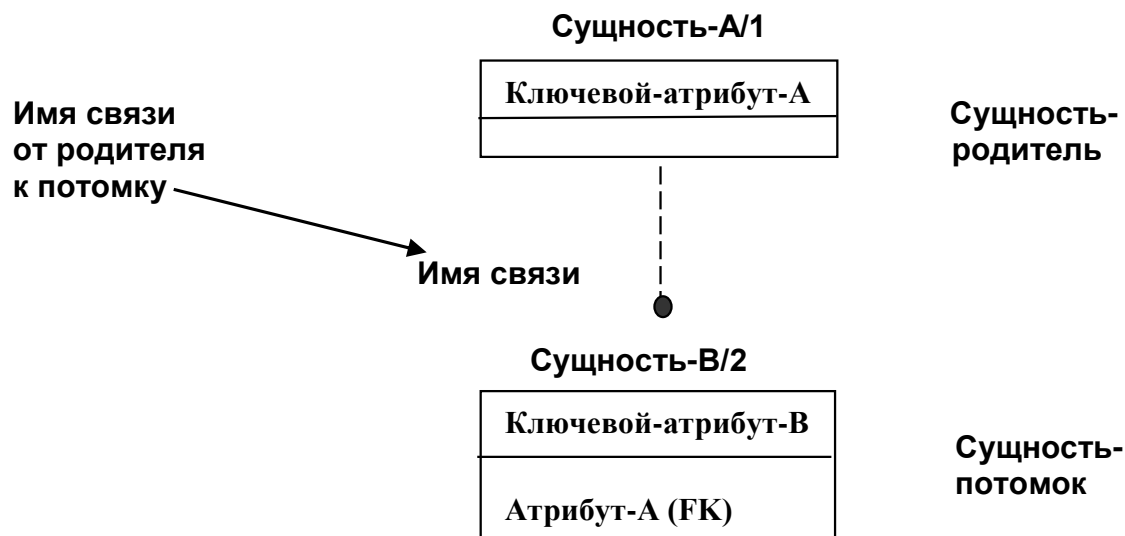 Сущность-А/1
Ключевой-атрибут-А
Имя связи
от родителя
к потомку
Сущность-
родитель
Имя связи
Сущность-В/2
Ключевой-атрибут-В
Атрибут-А (FK)
Сущность-
потомок